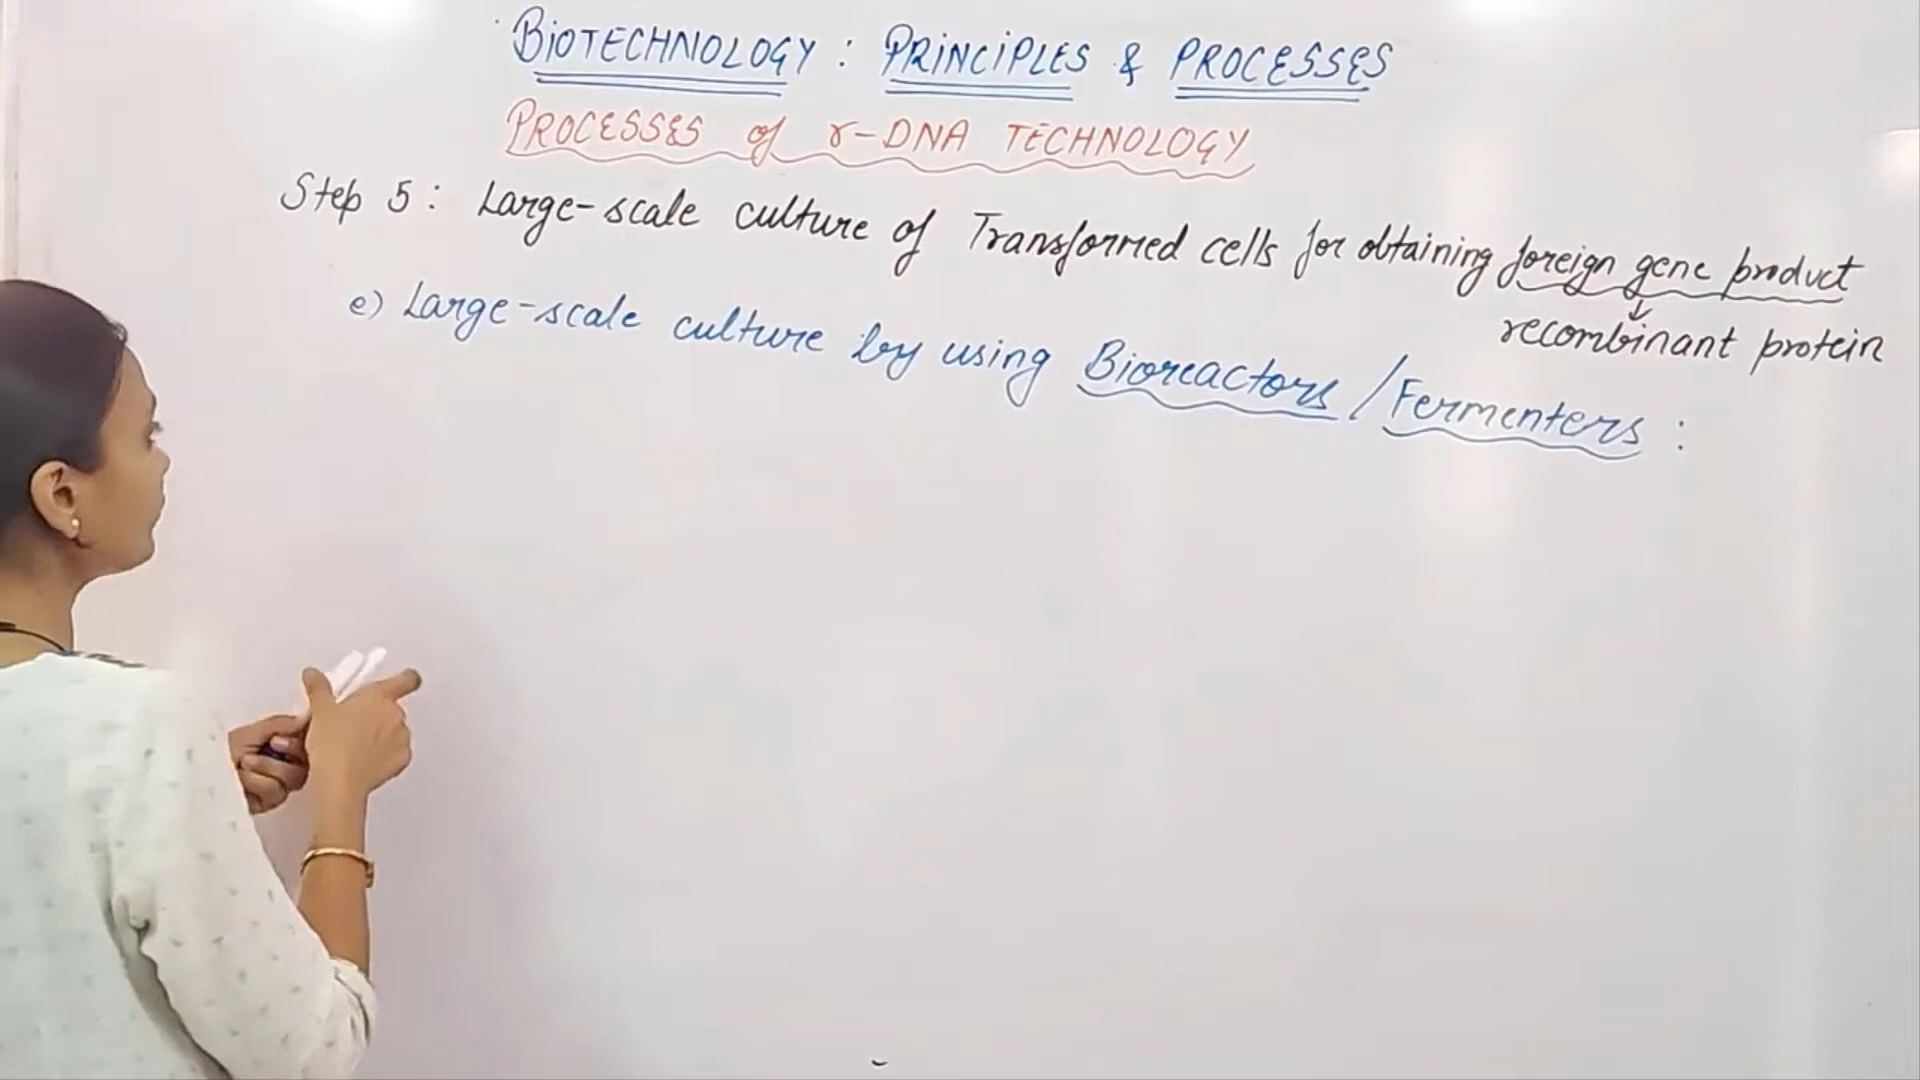 BIOTECHNOLOGY : PRINCIPLES & PROCESSES
PROCESSES of r-DNA TECHNOLOGY
Step 5: Large-scale culture of Transformed cells for obtaining foreign gene product
↓
recombinant protein
e) Large-scale culture by using Bioreactors / Fermenters :